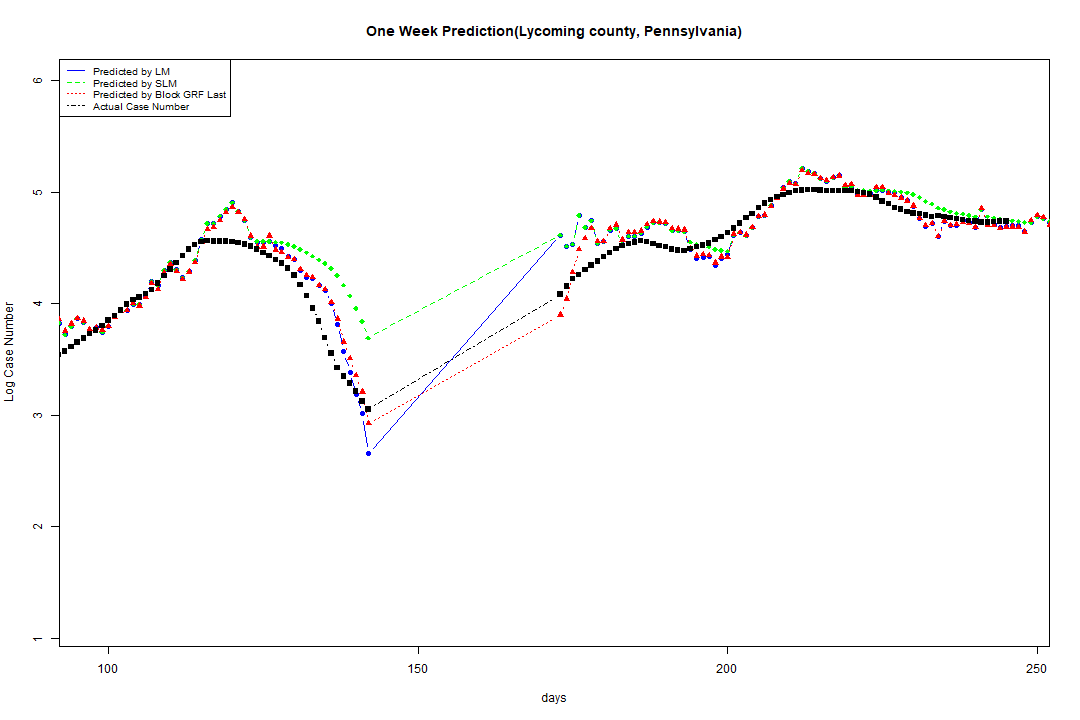 One Week Prediction(Lycoming county, Pennsylvania)
Predicted by LM
Predicted by SLM
Predicted by Block GRF Last
Actual Case Number
6
5
4
3
2
1
Log Case Number
100
150
200
250
days